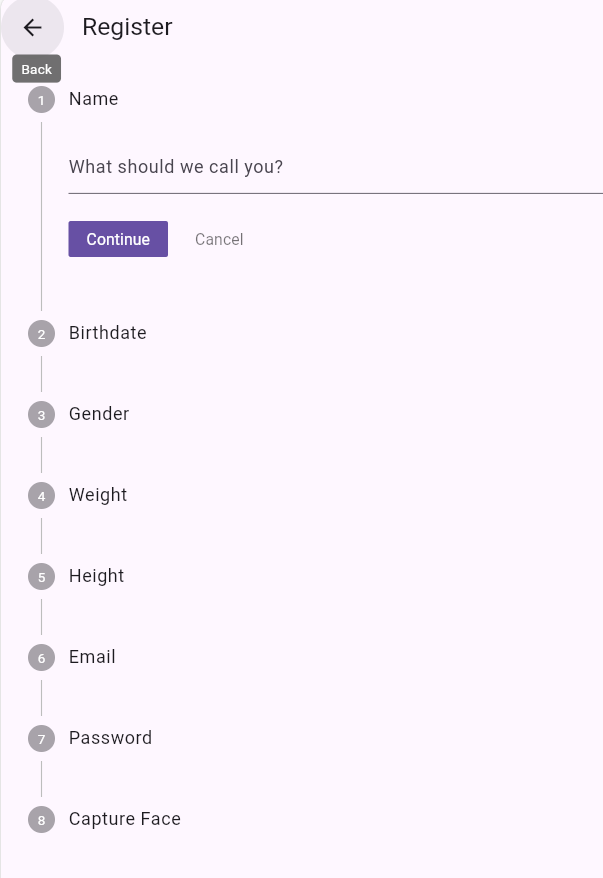 Register
Back
1 Name
What should we call you?
Continue Cancel
2 Birthdate
3 Gender
4 Weight
5 Height
6 Email
7 Password
8 Capture Face